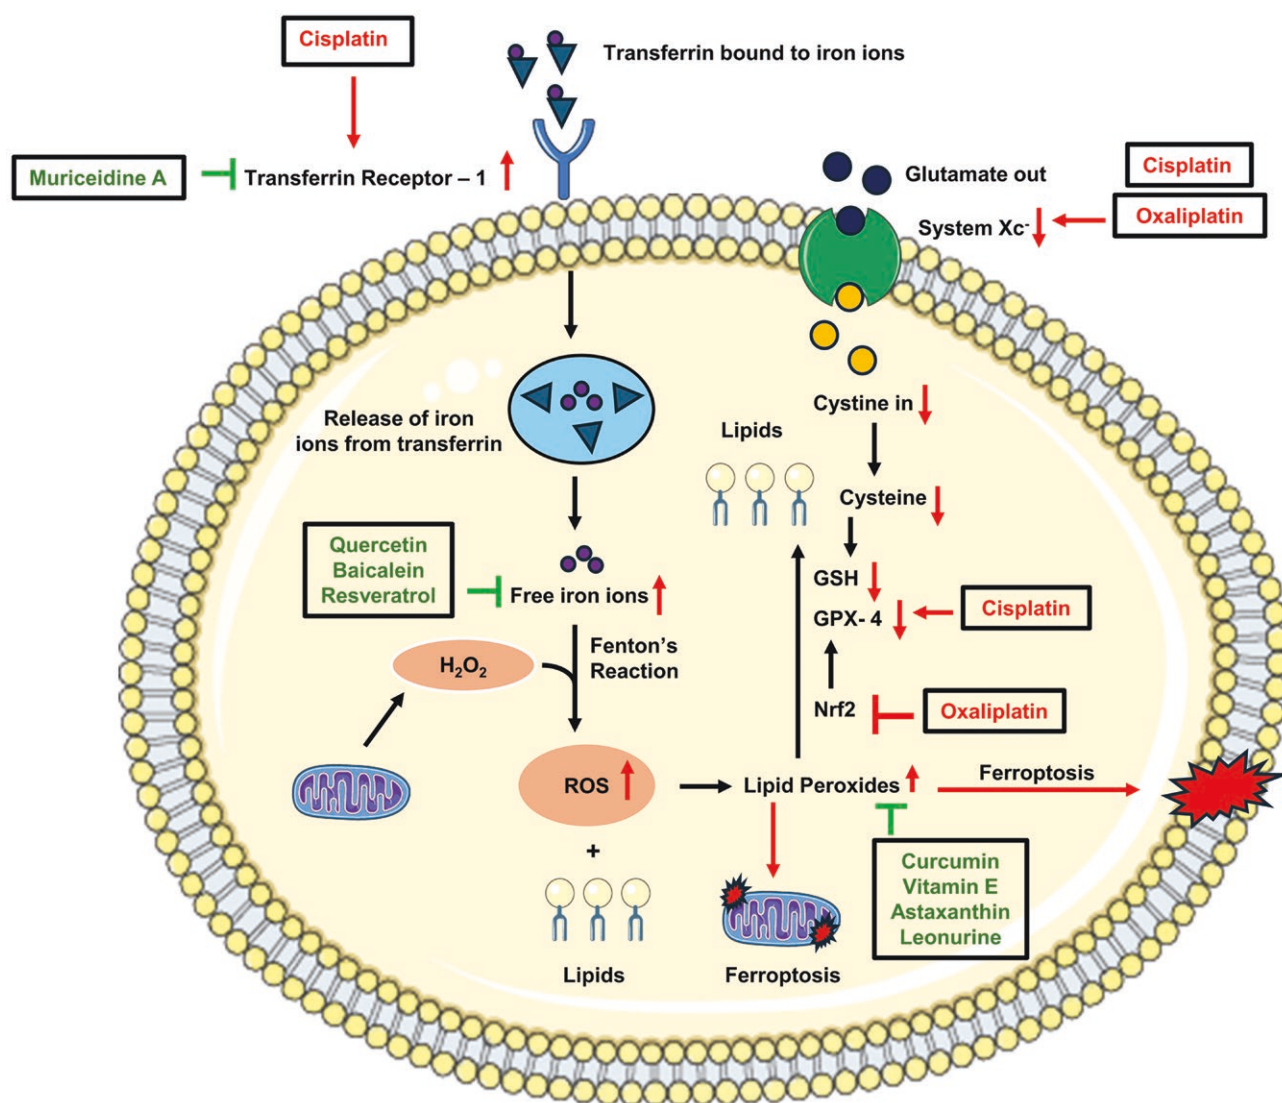 Cisplatin
Transferrin bound to iron ions
Muriceidine A
Transferrin Receptor – 1
Glutamate out
Cisplatin
System Xc⁻
Oxaliplatin
Release of iron
ions from transferrin
Cystine in
Lipids
Cysteine
Quercetin
Baicalein
Resveratrol
Free iron ions
GSH
GPX- 4
Cisplatin
Fenton's
Reaction
H₂O₂
Nrf2
Oxaliplatin
ROS
Lipid Peroxides
Ferroptosis
+
Curcumin
Vitamin E
Astaxanthin
Leonurine
Lipids
Ferroptosis